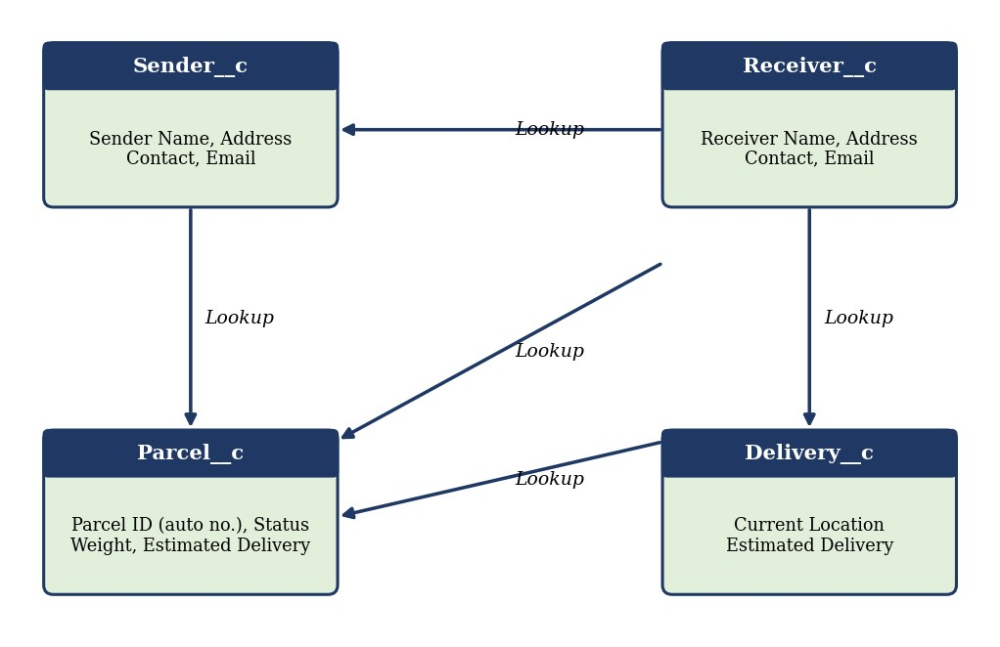 Sender__c
Sender Name, Address
Contact, Email
Receiver__c
Receiver Name, Address
Contact, Email
Lookup
Lookup
Lookup
Lookup
Lookup
Parcel__c
Parcel ID (auto no.), Status
Weight, Estimated Delivery
Delivery__c
Current Location
Estimated Delivery